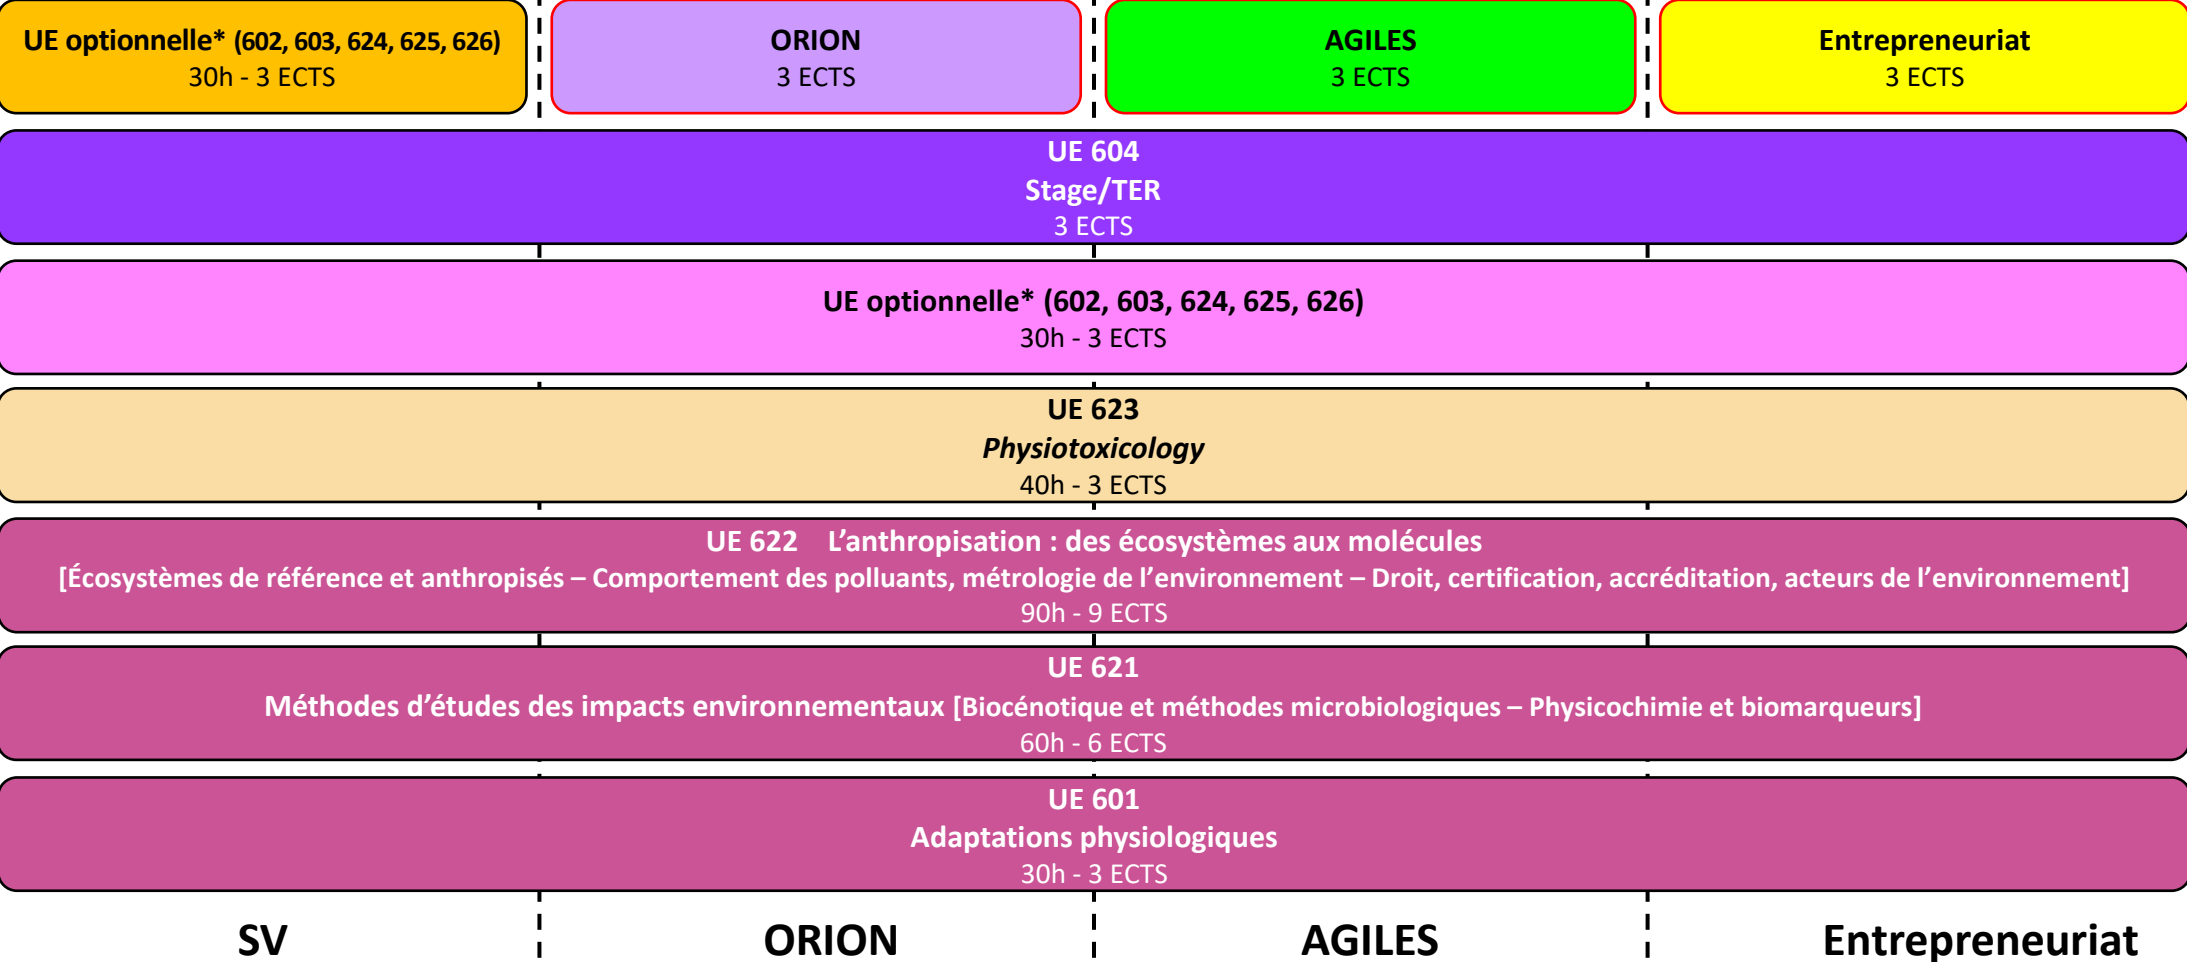 UE optionnelle* (602, 603, 624, 625, 626)
30h - 3 ECTS
ORION
3 ECTS
AGILES
3 ECTS
Entrepreneuriat
3 ECTS
UE 604
Stage/TER
3 ECTS
UE optionnelle* (602, 603, 624, 625, 626)
30h - 3 ECTS
UE 623
Physiotoxicology
40h - 3 ECTS
UE 622 L’anthropisation : des écosystèmes aux molécules
[Écosystèmes de référence et anthropisés – Comportement des polluants, métrologie de l’environnement – Droit, certification, accréditation, acteurs de l’environnement]
90h - 9 ECTS
UE 621
Méthodes d’études des impacts environnementaux [Biocénotique et méthodes microbiologiques – Physicochimie et biomarqueurs]
60h - 6 ECTS
UE 601
Adaptations physiologiques
30h - 3 ECTS
SV
ORION
AGILES
Entrepreneuriat